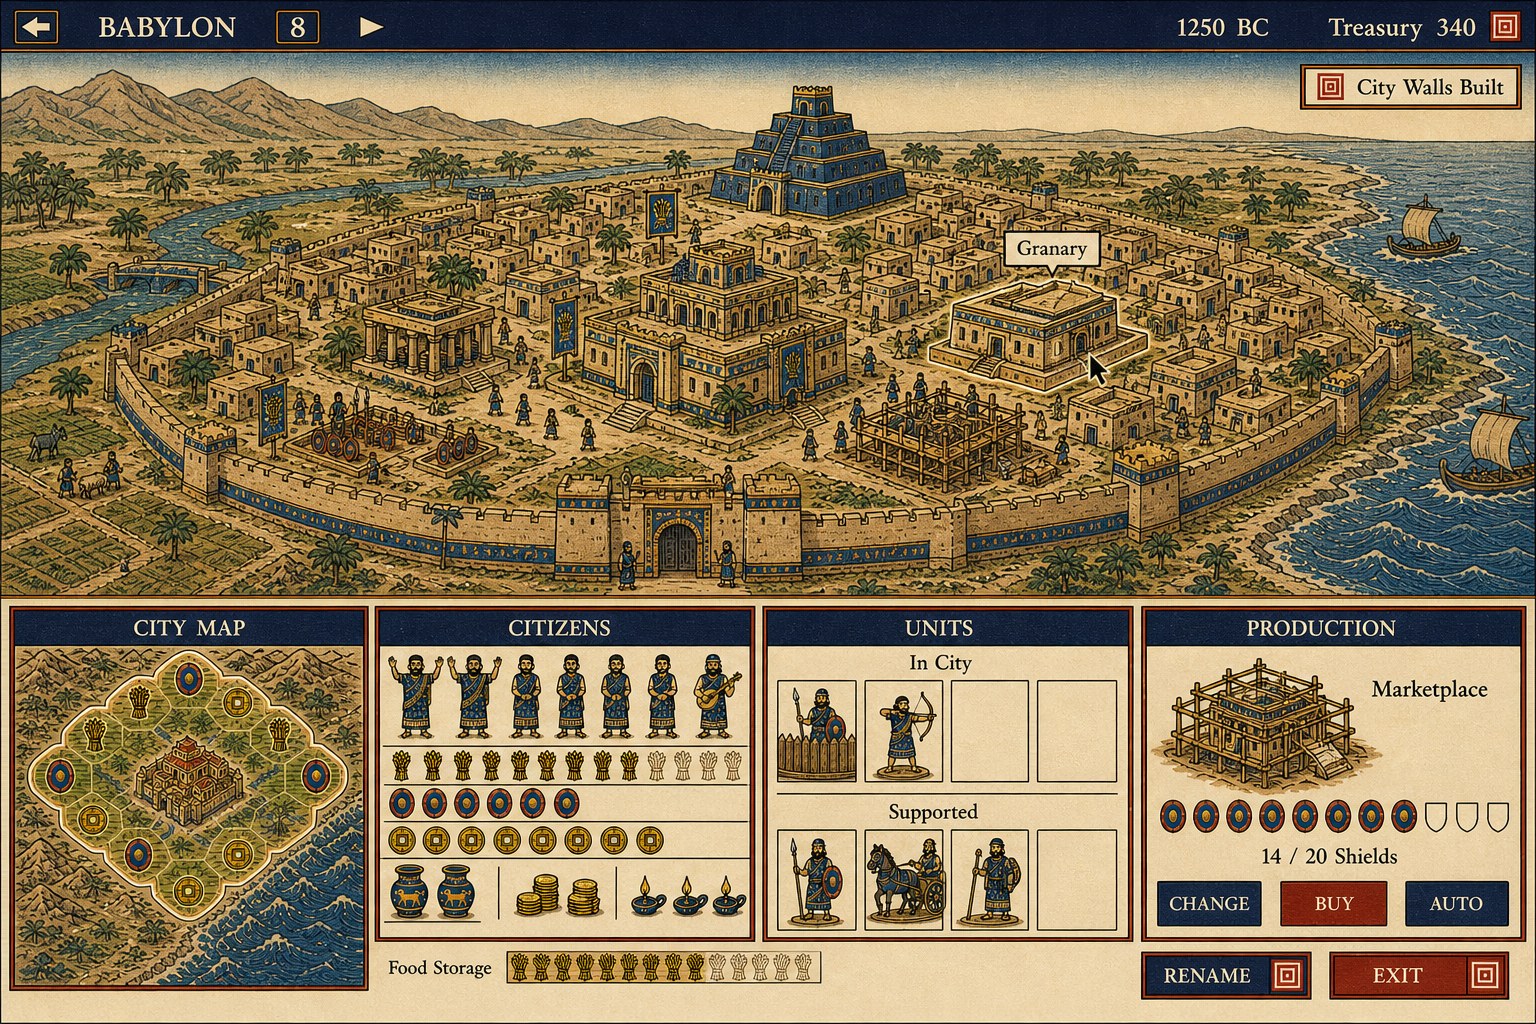 BABYLON 8
1250 BC
Treasury 340
City Walls Built
Granary
CITY MAP
CITIZENS
UNITS
In City
Supported
PRODUCTION
Marketplace
14 / 20 Shields
CHANGE
BUY
AUTO
Food Storage
RENAME
EXIT